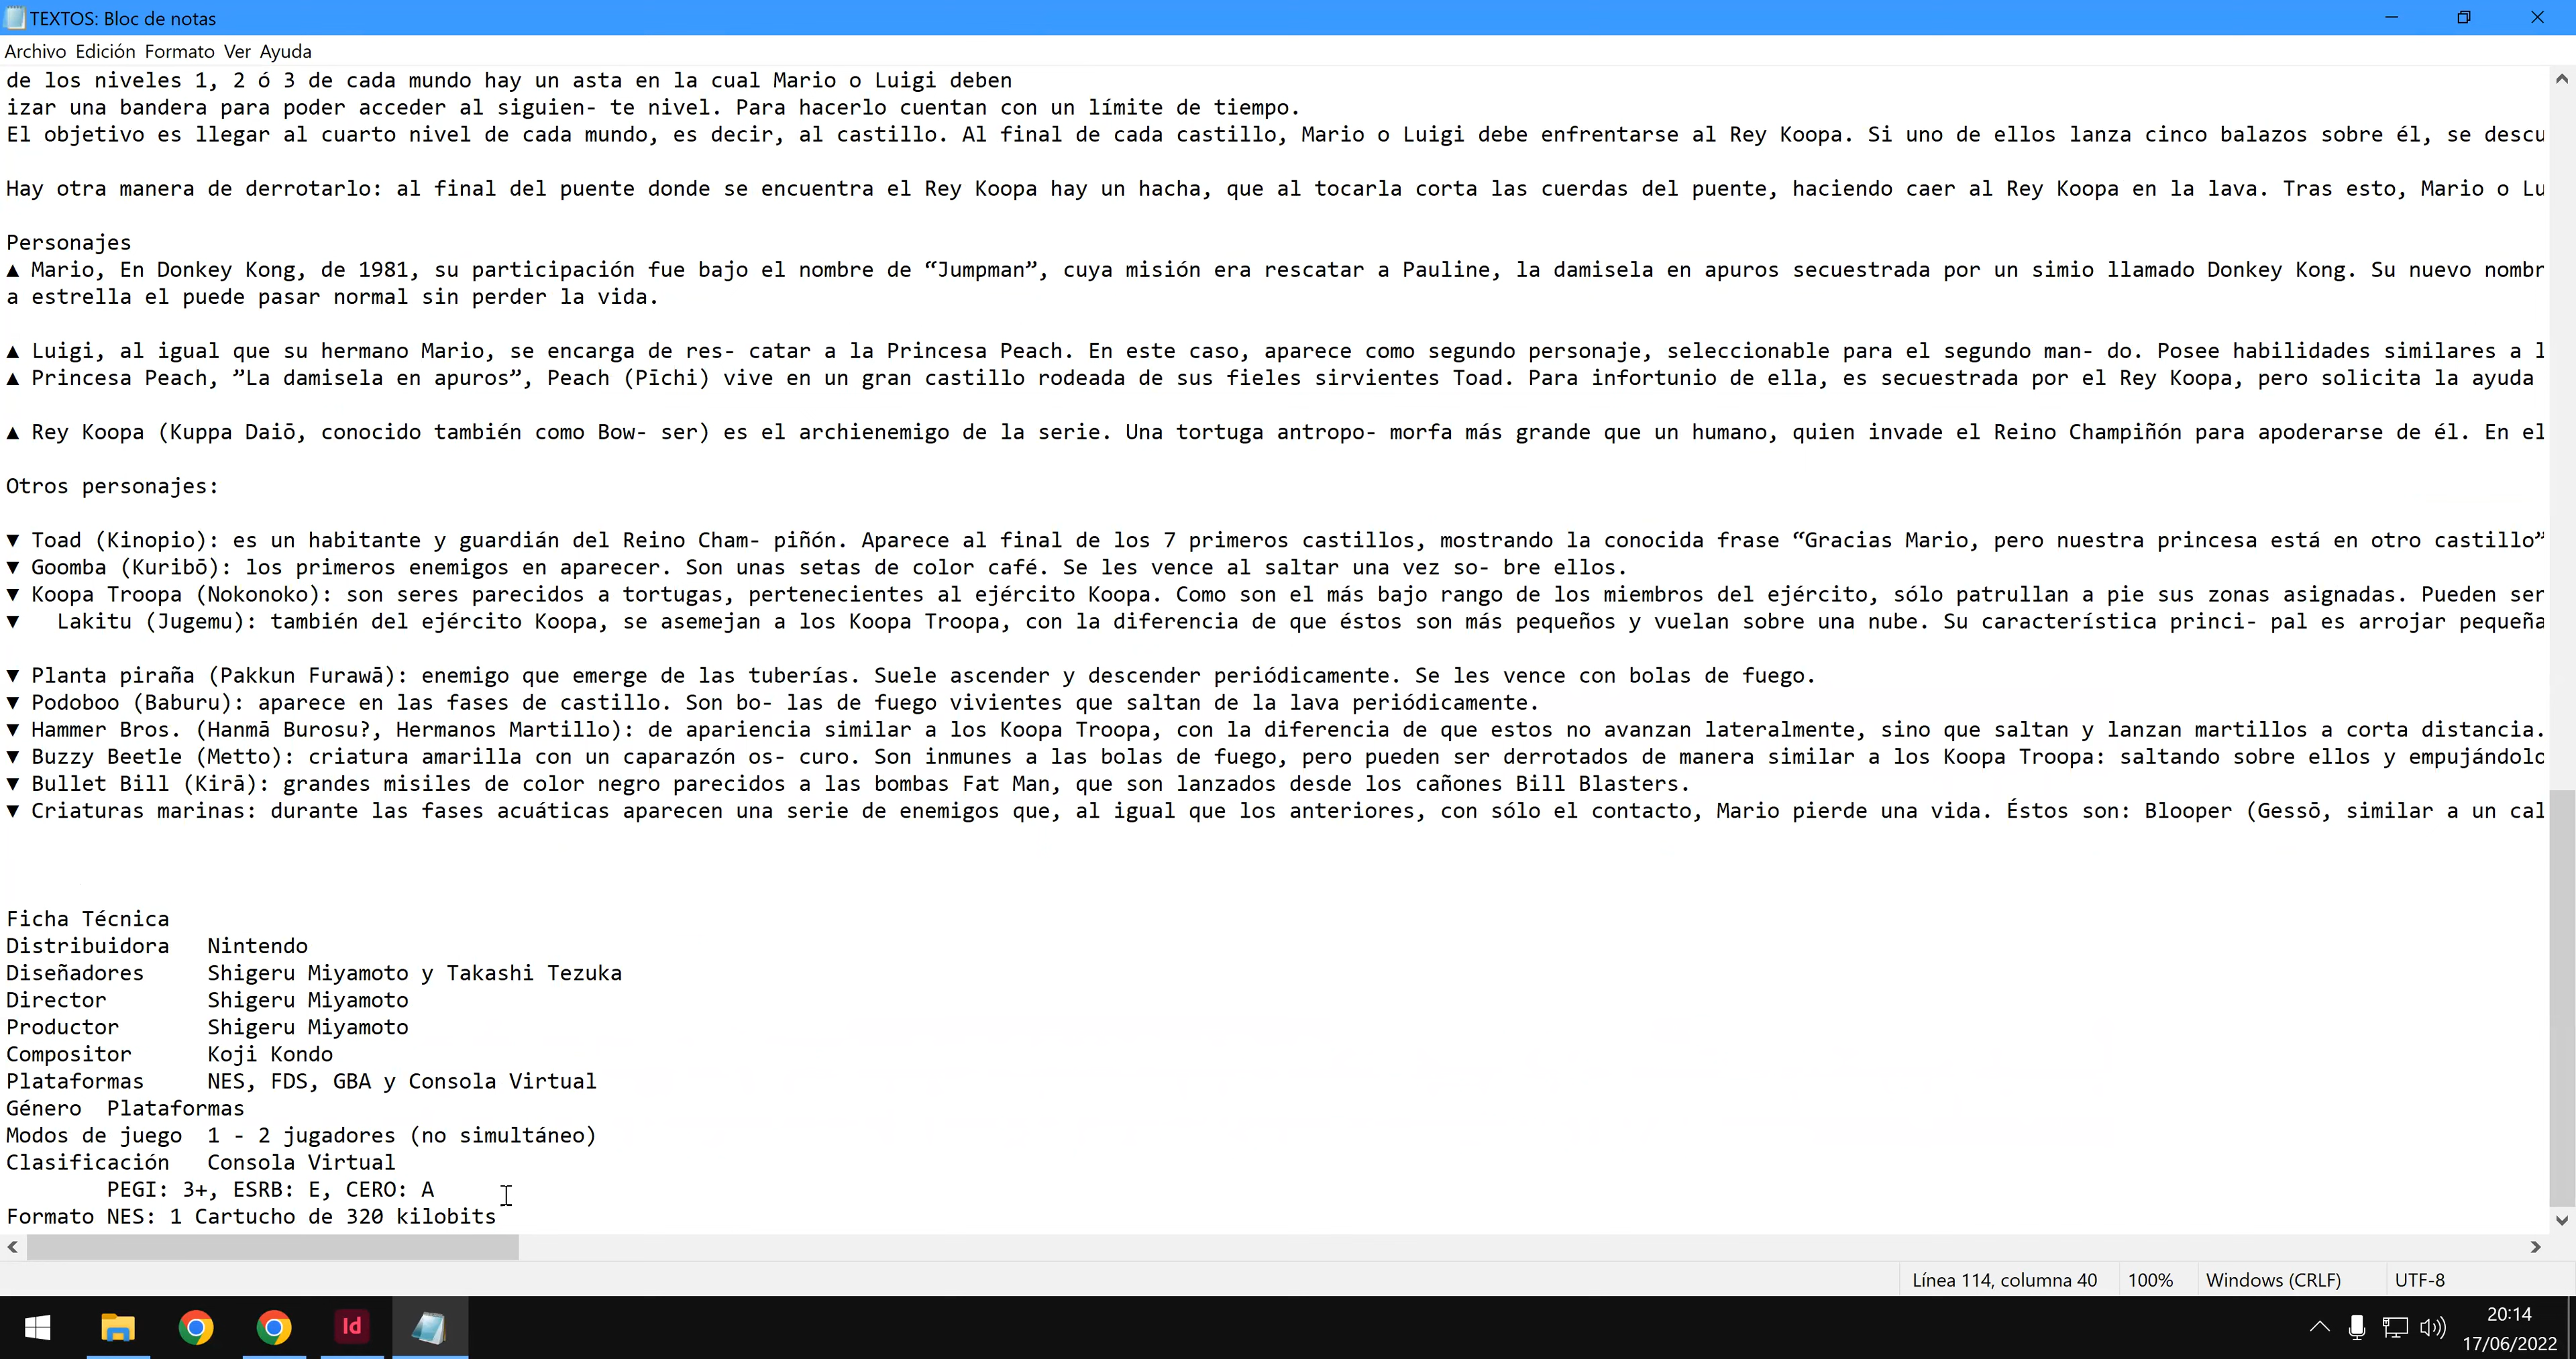 TEXTOS: Bloc de notas
Archivo Edición Formato Ver Ayuda
de los niveles 1, 2 ó 3 de cada mundo hay un asta en la cual Mario o Luigi deben
izar una bandera para poder acceder al siguien- te nivel. Para hacerlo cuentan con un límite de tiempo.
El objetivo es llegar al cuarto nivel de cada mundo, es decir, al castillo. Al final de cada castillo, Mario o Luigi debe enfrentarse al Rey Koopa. Si uno de ellos lanza cinco balazos sobre él, se descu
Hay otra manera de derrotarlo: al final del puente donde se encuentra el Rey Koopa hay un hacha, que al tocarla corta las cuerdas del puente, haciendo caer al Rey Koopa en la lava. Tras esto, Mario o Lu
Personajes
▲ Mario, En Donkey Kong, de 1981, su participación fue bajo el nombre de “Jumpman”, cuya misión era rescatar a Pauline, la damisela en apuros secuestrada por un simio llamado Donkey Kong. Su nuevo nombr
a estrella el puede pasar normal sin perder la vida.
▲ Luigi, al igual que su hermano Mario, se encarga de res- catar a la Princesa Peach. En este caso, aparece como segundo personaje, seleccionable para el segundo man- do. Posee habilidades similares a l
▲ Princesa Peach, ”La damisela en apuros”, Peach (Pīchi) vive en un gran castillo rodeada de sus fieles sirvientes Toad. Para infortunio de ella, es secuestrada por el Rey Koopa, pero solicita la ayuda
▲ Rey Koopa (Kuppa Daiō, conocido también como Bow- ser) es el archienemigo de la serie. Una tortuga antropo- morfa más grande que un humano, quien invade el Reino Champiñón para apoderarse de él. En el
Otros personajes:
▼ Toad (Kinopio): es un habitante y guardián del Reino Cham- piñón. Aparece al final de los 7 primeros castillos, mostrando la conocida frase “Gracias Mario, pero nuestra princesa está en otro castillo”
▼ Goomba (Kuribō): los primeros enemigos en aparecer. Son unas setas de color café. Se les vence al saltar una vez so- bre ellos.
▼ Koopa Troopa (Nokonoko): son seres parecidos a tortugas, pertenecientes al ejército Koopa. Como son el más bajo rango de los miembros del ejército, sólo patrullan a pie sus zonas asignadas. Pueden ser
▼ Lakitu (Jugemu): también del ejército Koopa, se asemejan a los Koopa Troopa, con la diferencia de que éstos son más pequeños y vuelan sobre una nube. Su característica princi- pal es arrojar pequeña
▼ Planta piraña (Pakkun Furawā): enemigo que emerge de las tuberías. Suele ascender y descender periódicamente. Se les vence con bolas de fuego.
▼ Podoboo (Baburu): aparece en las fases de castillo. Son bo- las de fuego vivientes que saltan de la lava periódicamente.
▼ Hammer Bros. (Hanmā Burosu?, Hermanos Martillo): de apariencia similar a los Koopa Troopa, con la diferencia de que estos no avanzan lateralmente, sino que saltan y lanzan martillos a corta distancia.
▼ Buzzy Beetle (Metto): criatura amarilla con un caparazón os- curo. Son inmunes a las bolas de fuego, pero pueden ser derrotados de manera similar a los Koopa Troopa: saltando sobre ellos y empujándolo
▼ Bullet Bill (Kirā): grandes misiles de color negro parecidos a las bombas Fat Man, que son lanzados desde los cañones Bill Blasters.
▼ Criaturas marinas: durante las fases acuáticas aparecen una serie de enemigos que, al igual que los anteriores, con sólo el contacto, Mario pierde una vida. Éstos son: Blooper (Gessō, similar a un cal
Ficha Técnica
Distribuidora Nintendo
Diseñadores Shigeru Miyamoto y Takashi Tezuka
Director Shigeru Miyamoto
Productor Shigeru Miyamoto
Compositor Koji Kondo
Plataformas NES, FDS, GBA y Consola Virtual
Género Plataformas
Modos de juego 1 - 2 jugadores (no simultáneo)
Clasificación Consola Virtual
PEGI: 3+, ESRB: E, CERO: A
Formato NES: 1 Cartucho de 320 kilobits
Línea 114, columna 40 100% Windows (CRLF) UTF-8
Id
20:14
17/06/2022